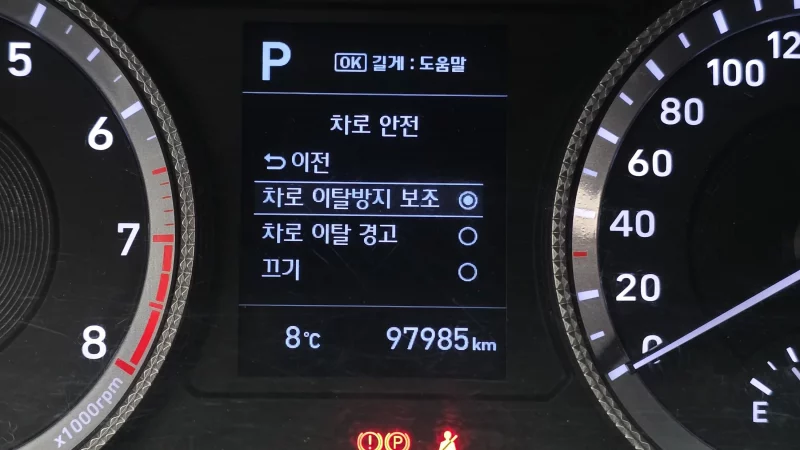 P OK 길게 : 도움말
차로 안전
이전
차로 이탈방지 보조
차로 이탈 경고
끄기
8℃ 97985 km
5
6
7
8
x1000rpm
0
20
40
60
80
100
E
P